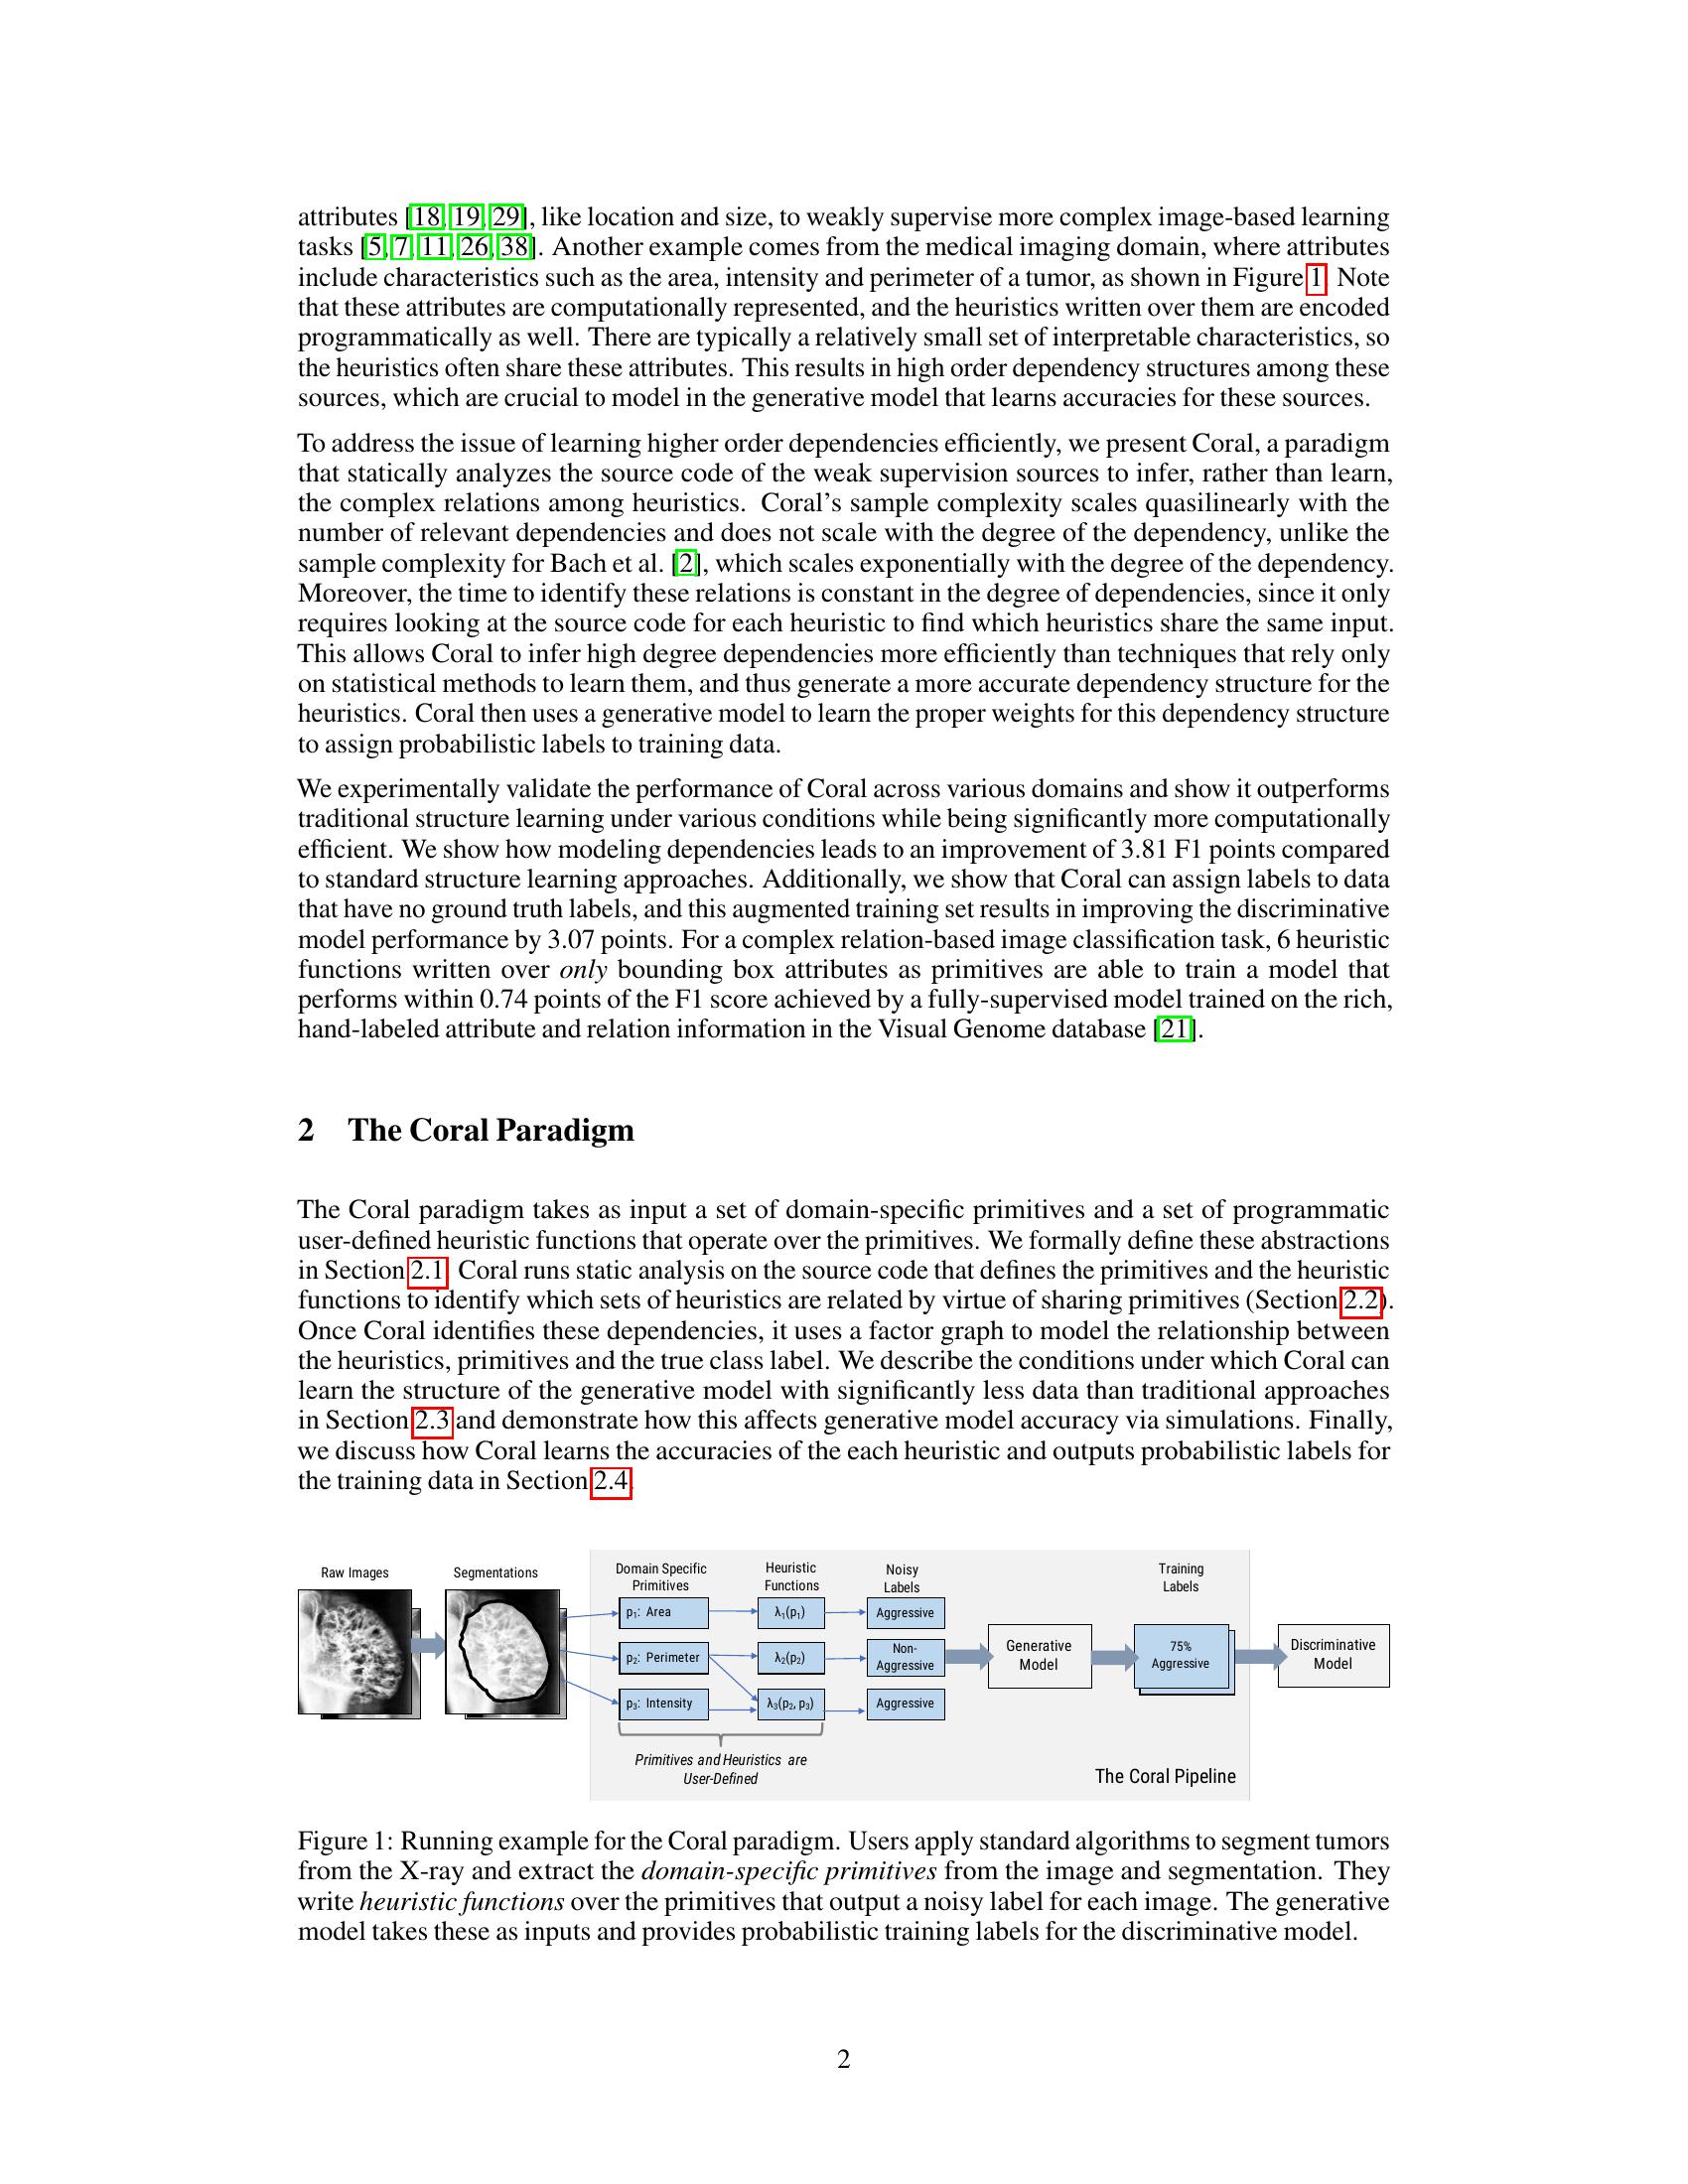 attributes [18, 19, 29], like location and size, to weakly supervise more complex image-based learning
tasks [5, 7, 11, 26, 38]. Another example comes from the medical imaging domain, where attributes
include characteristics such as the area, intensity and perimeter of a tumor, as shown in Figure 1. Note
that these attributes are computationally represented, and the heuristics written over them are encoded
programmatically as well. There are typically a relatively small set of interpretable characteristics, so
the heuristics often share these attributes. This results in high order dependency structures among these
sources, which are crucial to model in the generative model that learns accuracies for these sources.
To address the issue of learning higher order dependencies efficiently, we present Coral, a paradigm
that statically analyzes the source code of the weak supervision sources to infer, rather than learn,
the complex relations among heuristics. Coral's sample complexity scales quasilinearly with the
number of relevant dependencies and does not scale with the degree of the dependency, unlike the
sample complexity for Bach et al. [2], which scales exponentially with the degree of the dependency.
Moreover, the time to identify these relations is constant in the degree of dependencies, since it only
requires looking at the source code for each heuristic to find which heuristics share the same input.
This allows Coral to infer high degree dependencies more efficiently than techniques that rely only
on statistical methods to learn them, and thus generate a more accurate dependency structure for the
heuristics. Coral then uses a generative model to learn the proper weights for this dependency structure
to assign probabilistic labels to training data.
We experimentally validate the performance of Coral across various domains and show it outperforms
traditional structure learning under various conditions while being significantly more computationally
efficient. We show how modeling dependencies leads to an improvement of 3.81 F1 points compared
to standard structure learning approaches. Additionally, we show that Coral can assign labels to data
that have no ground truth labels, and this augmented training set results in improving the discriminative
model performance by 3.07 points. For a complex relation-based image classification task, 6 heuristic
functions written over only bounding box attributes as primitives are able to train a model that
performs within 0.74 points of the F1 score achieved by a fully-supervised model trained on the rich,
hand-labeled attribute and relation information in the Visual Genome database [21].
2 The Coral Paradigm
The Coral paradigm takes as input a set of domain-specific primitives and a set of programmatic
user-defined heuristic functions that operate over the primitives. We formally define these abstractions
in Section 2.1. Coral runs static analysis on the source code that defines the primitives and the heuristic
functions to identify which sets of heuristics are related by virtue of sharing primitives (Section 2.2).
Once Coral identifies these dependencies, it uses a factor graph to model the relationship between
the heuristics, primitives and the true class label. We describe the conditions under which Coral can
learn the structure of the generative model with significantly less data than traditional approaches
in Section 2.3 and demonstrate how this affects generative model accuracy via simulations. Finally,
we discuss how Coral learns the accuracies of the each heuristic and outputs probabilistic labels for
the training data in Section 2.4.
Raw Images
Segmentations
Domain Specific
Primitives
Heuristic
Functions
Noisy
Labels
Training
Labels
p₁: Area
λ₁(p₁)
Aggressive
p₂: Perimeter
λ₂(p₂)
Non-
Aggressive
p₃: Intensity
λ₃(p₂, p₃)
Aggressive
Generative
Model
75%
Aggressive
Discriminative
Model
Primitives and Heuristics are
User-Defined
The Coral Pipeline
Figure 1: Running example for the Coral paradigm. Users apply standard algorithms to segment tumors
from the X-ray and extract the domain-specific primitives from the image and segmentation. They
write heuristic functions over the primitives that output a noisy label for each image. The generative
model takes these as inputs and provides probabilistic training labels for the discriminative model.
2